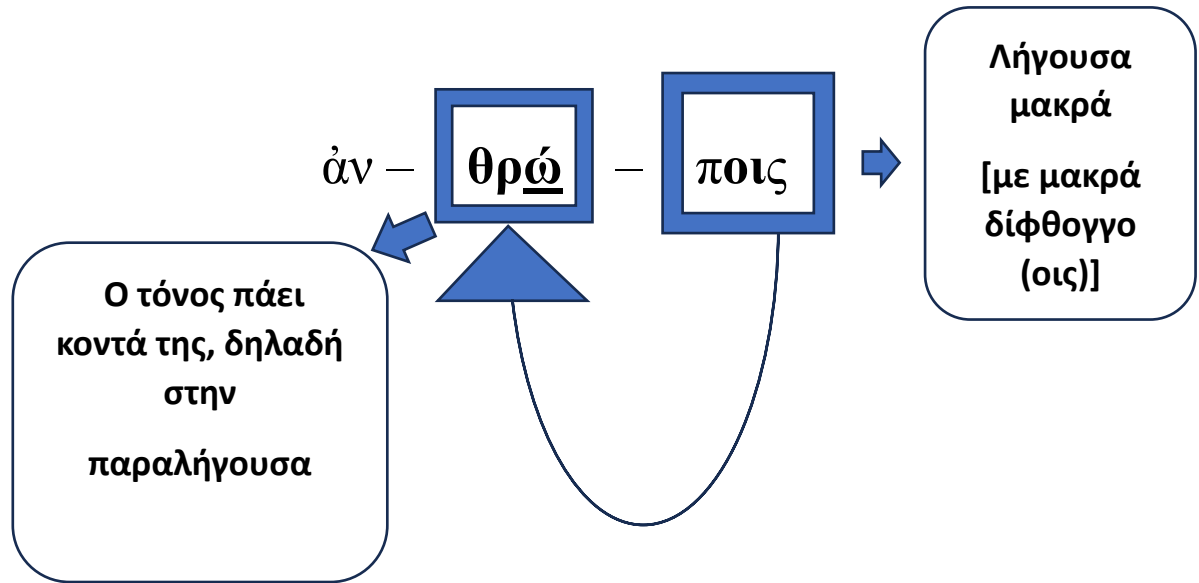 Λήγουσα
μακρά
[με μακρά
δίφθογγο
(οις)]
ἀν – θρώ – ποις
Ο τόνος πάει
κοντά της, δηλαδή
στην
παραλήγουσα